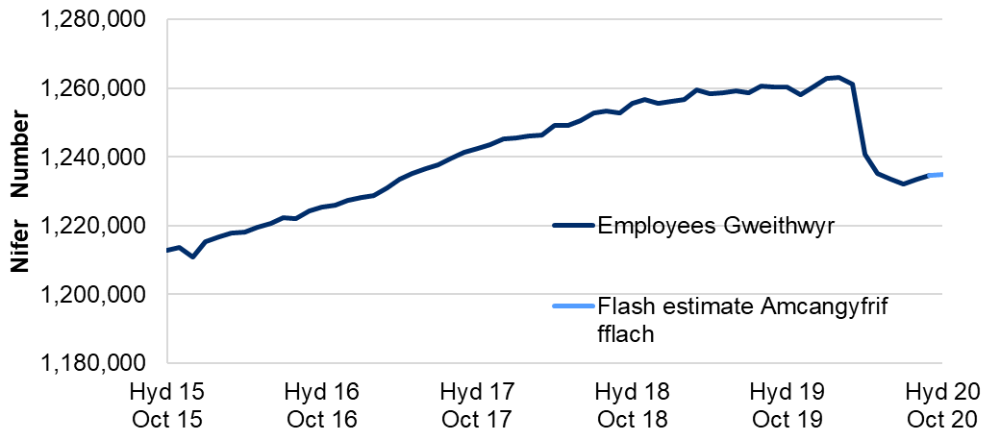 1,280,000
1,260,000
1,240,000
1,220,000
1,200,000
1,180,000
Nifer Number
Employees Gweithwyr
Flash estimate Amcangyfrif
fflach
Hyd 15
Oct 15
Hyd 16
Oct 16
Hyd 17
Oct 17
Hyd 18
Oct 18
Hyd 19
Oct 19
Hyd 20
Oct 20